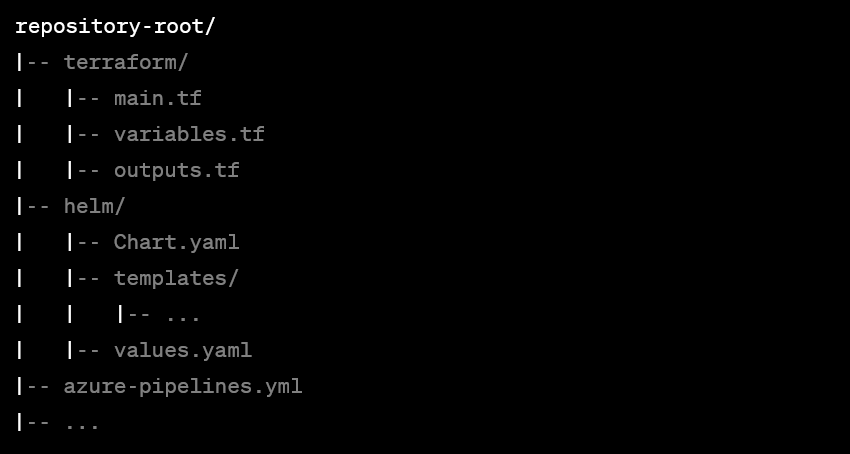 repository-root/
|-- terraform/
|   |-- main.tf
|   |-- variables.tf
|   |-- outputs.tf
|-- helm/
|   |-- Chart.yaml
|   |-- templates/
|   |   |-- ...
|   |-- values.yaml
|-- azure-pipelines.yml
|-- ...